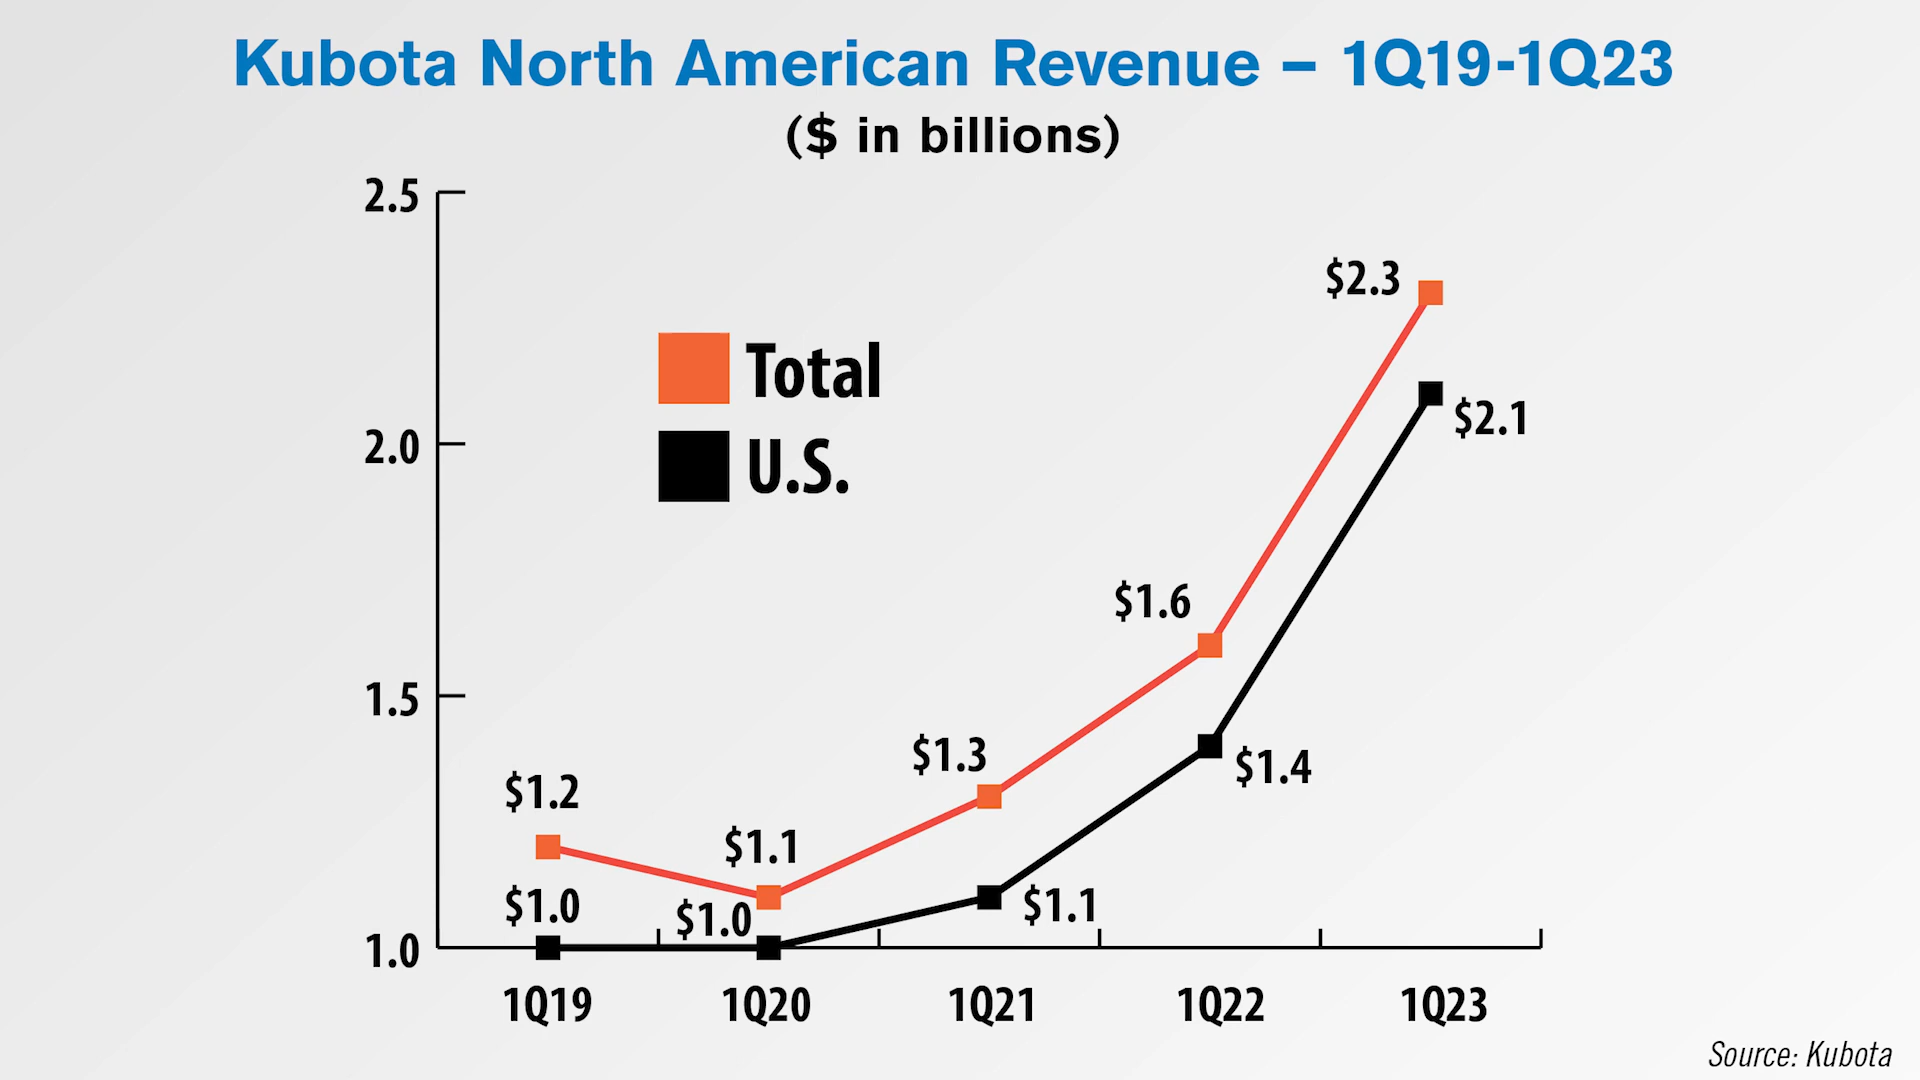 Kubota North American Revenue – 1Q19-1Q23
($ in billions)
2.5
2.0
1.5
1.0
Total
U.S.
$1.2
$1.1
$1.3
$1.6
$2.3
$1.0
$1.0
$1.1
$1.4
$2.1
1Q19 1Q20 1Q21 1Q22 1Q23
Source: Kubota